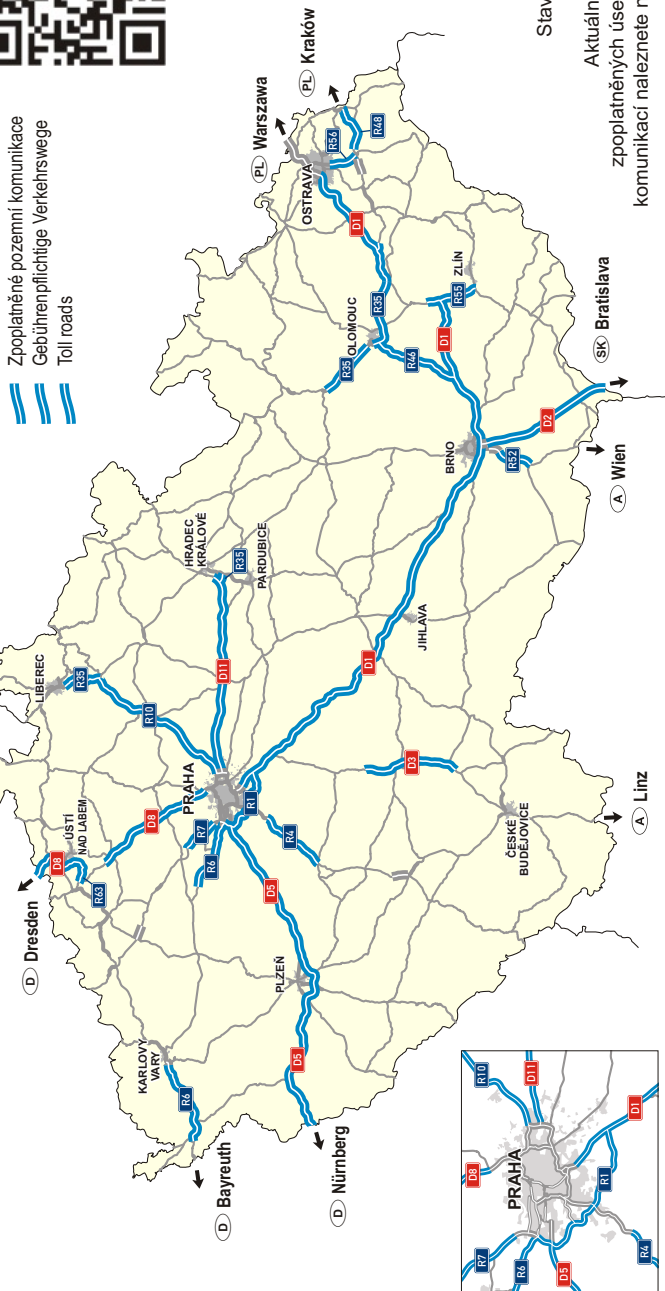 Zpoplatněné pozemní komunikace
Gebührenpflichtige Verkehrswege
Toll roads
D Dresden
D Bayreuth
D Nürnberg
PL Warszawa
PL Kraków
SK Bratislava
A Wien
A Linz
LIBEREC
ÚSTÍ
NAD LABEM
KARLOVY
VARY
PLZEŇ
PRAHA
HRADEC
KRÁLOVÉ
PARDUBICE
JIHLAVA
ČESKÉ
BUDĚJOVICE
BRNO
OLOMOUC
ZLÍN
OSTRAVA
D8
R63
D8
R7
R6
R6
D5
D5
R4
R1
R10
R35
D11
R35
D1
D3
D2
R52
D1
R46
R35
R35
R55
D1
R56
R48
PRAHA
D8
R10
D11
D1
R1
R4
D5
R6
R7
Stav
Aktuáln
zpoplatněných úse
komunikací naleznete n